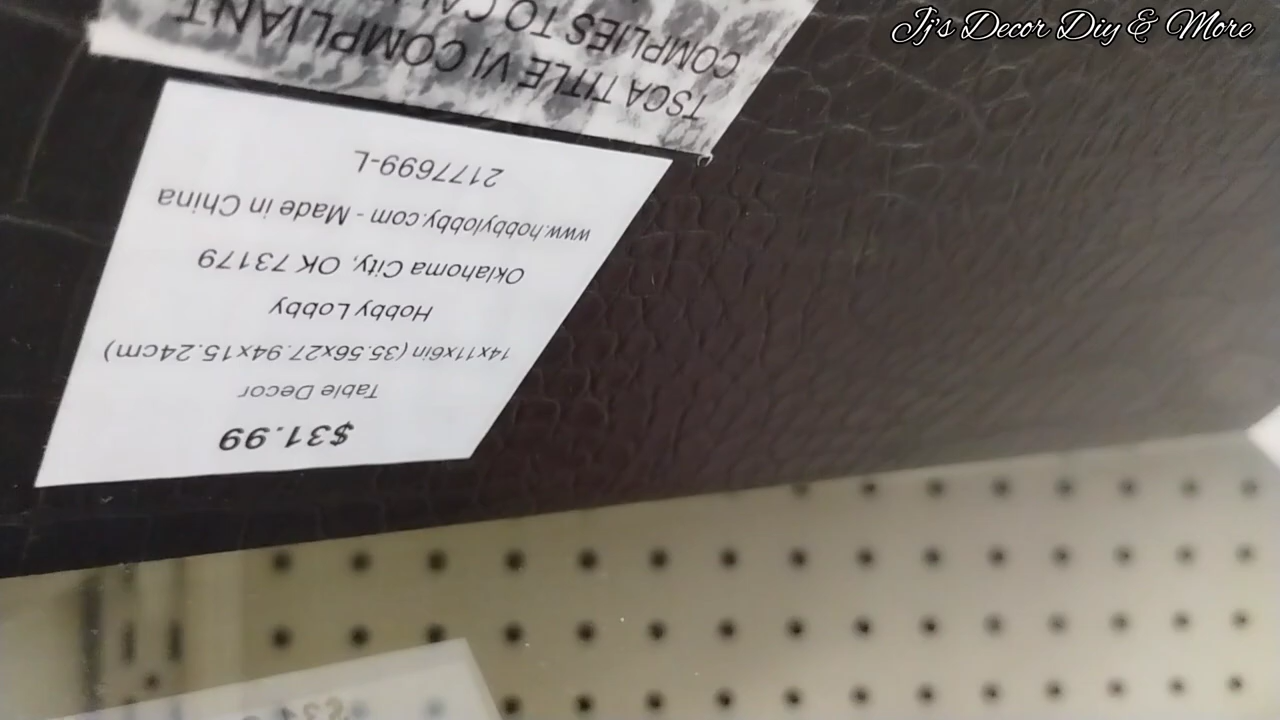 Jj's Decor Diy & More
TSCA TITLE VI COMPLIANT
COMPLIES TO CAL
2177699-L
www.hobbylobby.com - Made in China
Oklahoma City, OK 73179
Hobby Lobby
14x11x6in (35.56x27.94x15.24cm)
Table Decor
$31.99